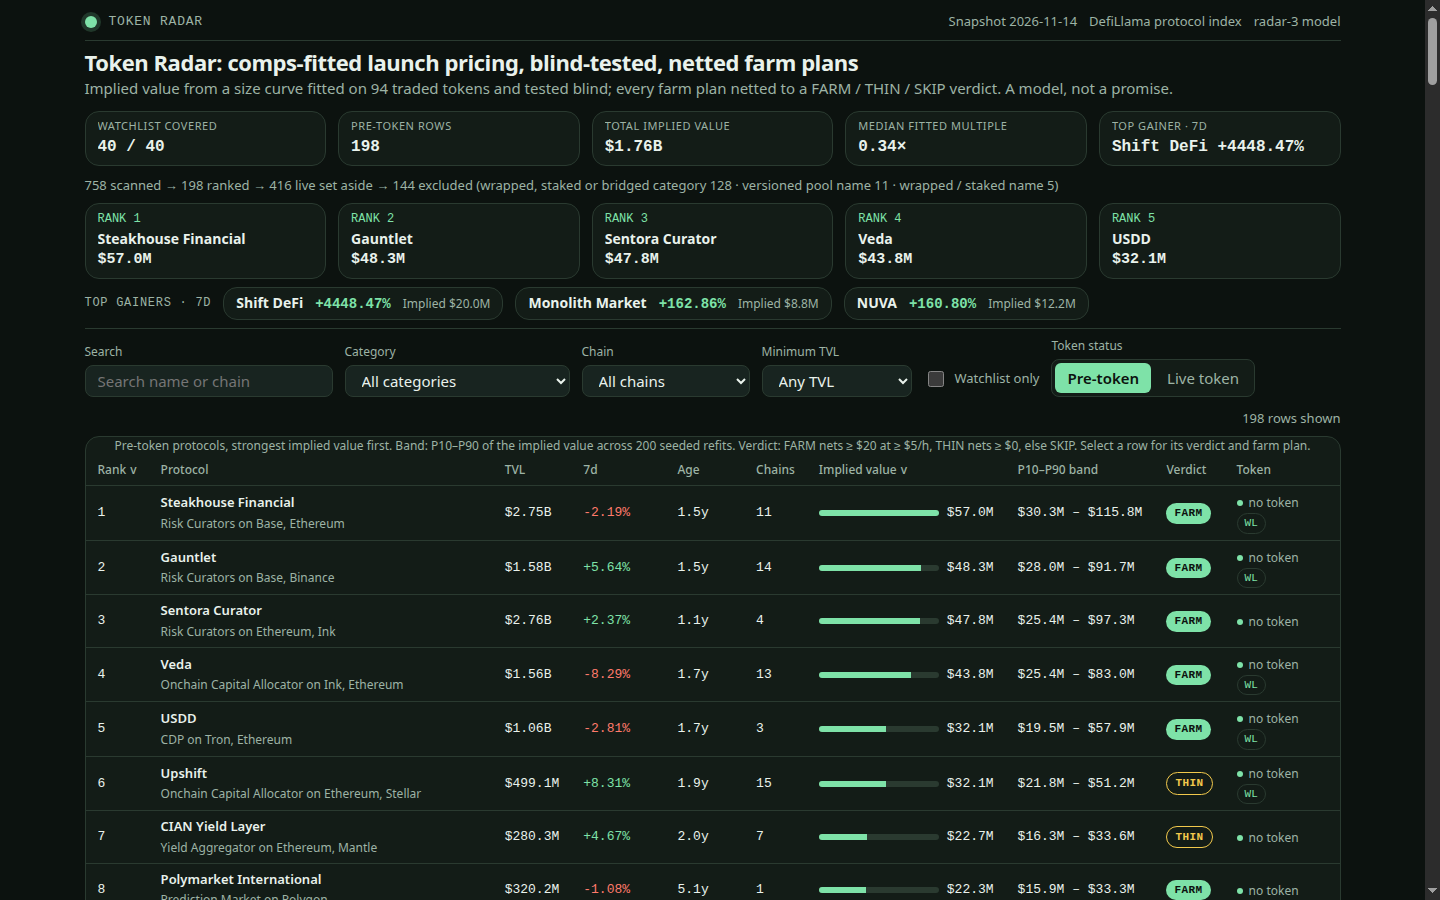 TOKEN RADAR
Snapshot 2026-11-14 DefiLlama protocol index radar-3 model
Token Radar: comps-fitted launch pricing, blind-tested, netted farm plans
Implied value from a size curve fitted on 94 traded tokens and tested blind; every farm plan netted to a FARM / THIN / SKIP verdict. A model, not a promise.
WATCHLIST COVERED
40 / 40
PRE-TOKEN ROWS
198
TOTAL IMPLIED VALUE
$1.76B
MEDIAN FITTED MULTIPLE
0.34×
TOP GAINER · 7D
Shift DeFi +4448.47%
758 scanned → 198 ranked → 416 live set aside → 144 excluded (wrapped, staked or bridged category 128 · versioned pool name 11 · wrapped / staked name 5)
RANK 1
Steakhouse Financial
$57.0M
RANK 2
Gauntlet
$48.3M
RANK 3
Sentora Curator
$47.8M
RANK 4
Veda
$43.8M
RANK 5
USDD
$32.1M
TOP GAINERS · 7D
Shift DeFi +4448.47% Implied $20.0M
Monolith Market +162.86% Implied $8.8M
NUVA +160.80% Implied $12.2M
Search
Search name or chain
Category
All categories
Chain
All chains
Minimum TVL
Any TVL
Watchlist only
Token status
Pre-token Live token
198 rows shown
Pre-token protocols, strongest implied value first. Band: P10–P90 of the implied value across 200 seeded refits. Verdict: FARM nets ≥ $20 at ≥ $5/h, THIN nets ≥ $0, else SKIP. Select a row for its verdict and farm plan.
Rank v Protocol TVL 7d Age Chains Implied value v P10–P90 band Verdict Token
1 Steakhouse Financial $2.75B -2.19% 1.5y 11 $57.0M $30.3M – $115.8M FARM no token
Risk Curators on Base, Ethereum WL
2 Gauntlet $1.58B +5.64% 1.5y 14 $48.3M $28.0M – $91.7M FARM no token
Risk Curators on Base, Binance WL
3 Sentora Curator $2.76B +2.37% 1.1y 4 $47.8M $25.4M – $97.3M FARM no token
Risk Curators on Ethereum, Ink
4 Veda $1.56B -8.29% 1.7y 13 $43.8M $25.4M – $83.0M FARM no token
Onchain Capital Allocator on Ink, Ethereum WL
5 USDD $1.06B -2.81% 1.7y 3 $32.1M $19.5M – $57.9M FARM no token
CDP on Tron, Ethereum WL
6 Upshift $499.1M +8.31% 1.9y 15 $32.1M $21.8M – $51.2M THIN no token
Onchain Capital Allocator on Ethereum, Stellar WL
7 CIAN Yield Layer $280.3M +4.67% 2.0y 7 $22.7M $16.3M – $33.6M THIN no token
Yield Aggregator on Ethereum, Mantle
8 Polymarket International $320.2M -1.08% 5.1y 1 $22.3M $15.9M – $33.3M FARM no token
Prediction Market on Polygon